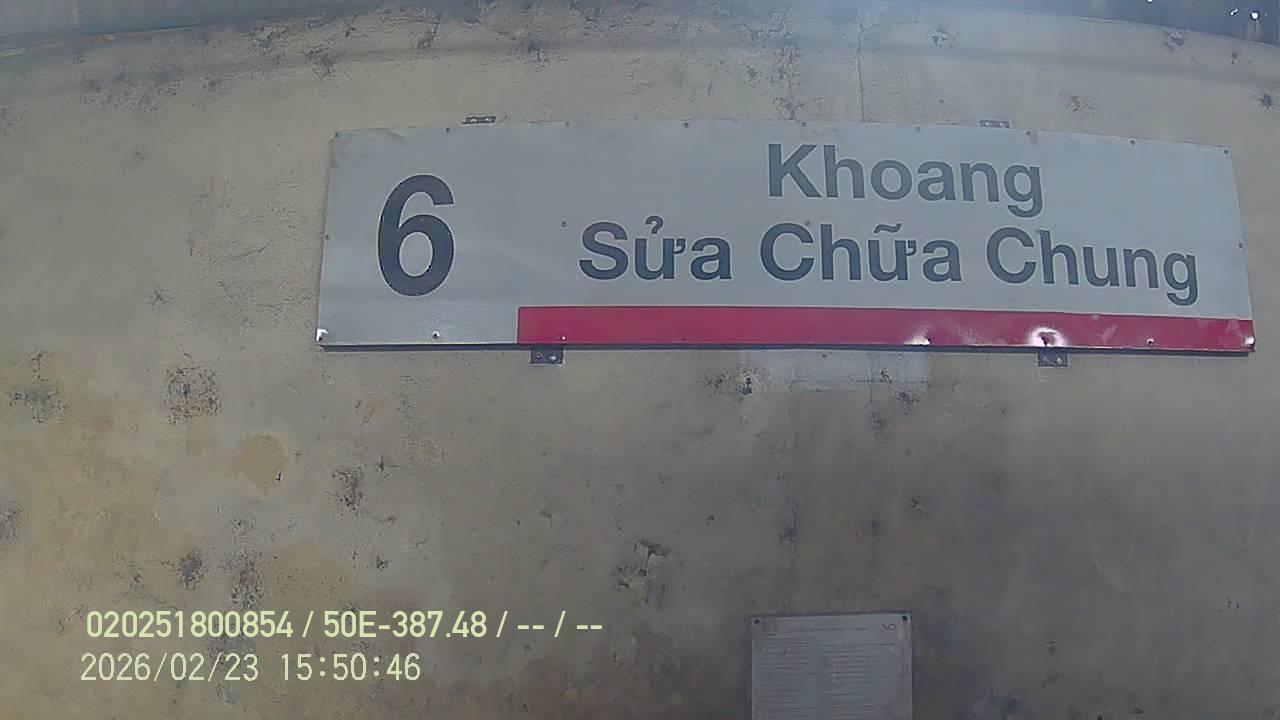 6
Khoang
Sửa Chữa Chung
020251800854 / 50E-387.48 / -- / --
2026/02/23 15:50:46